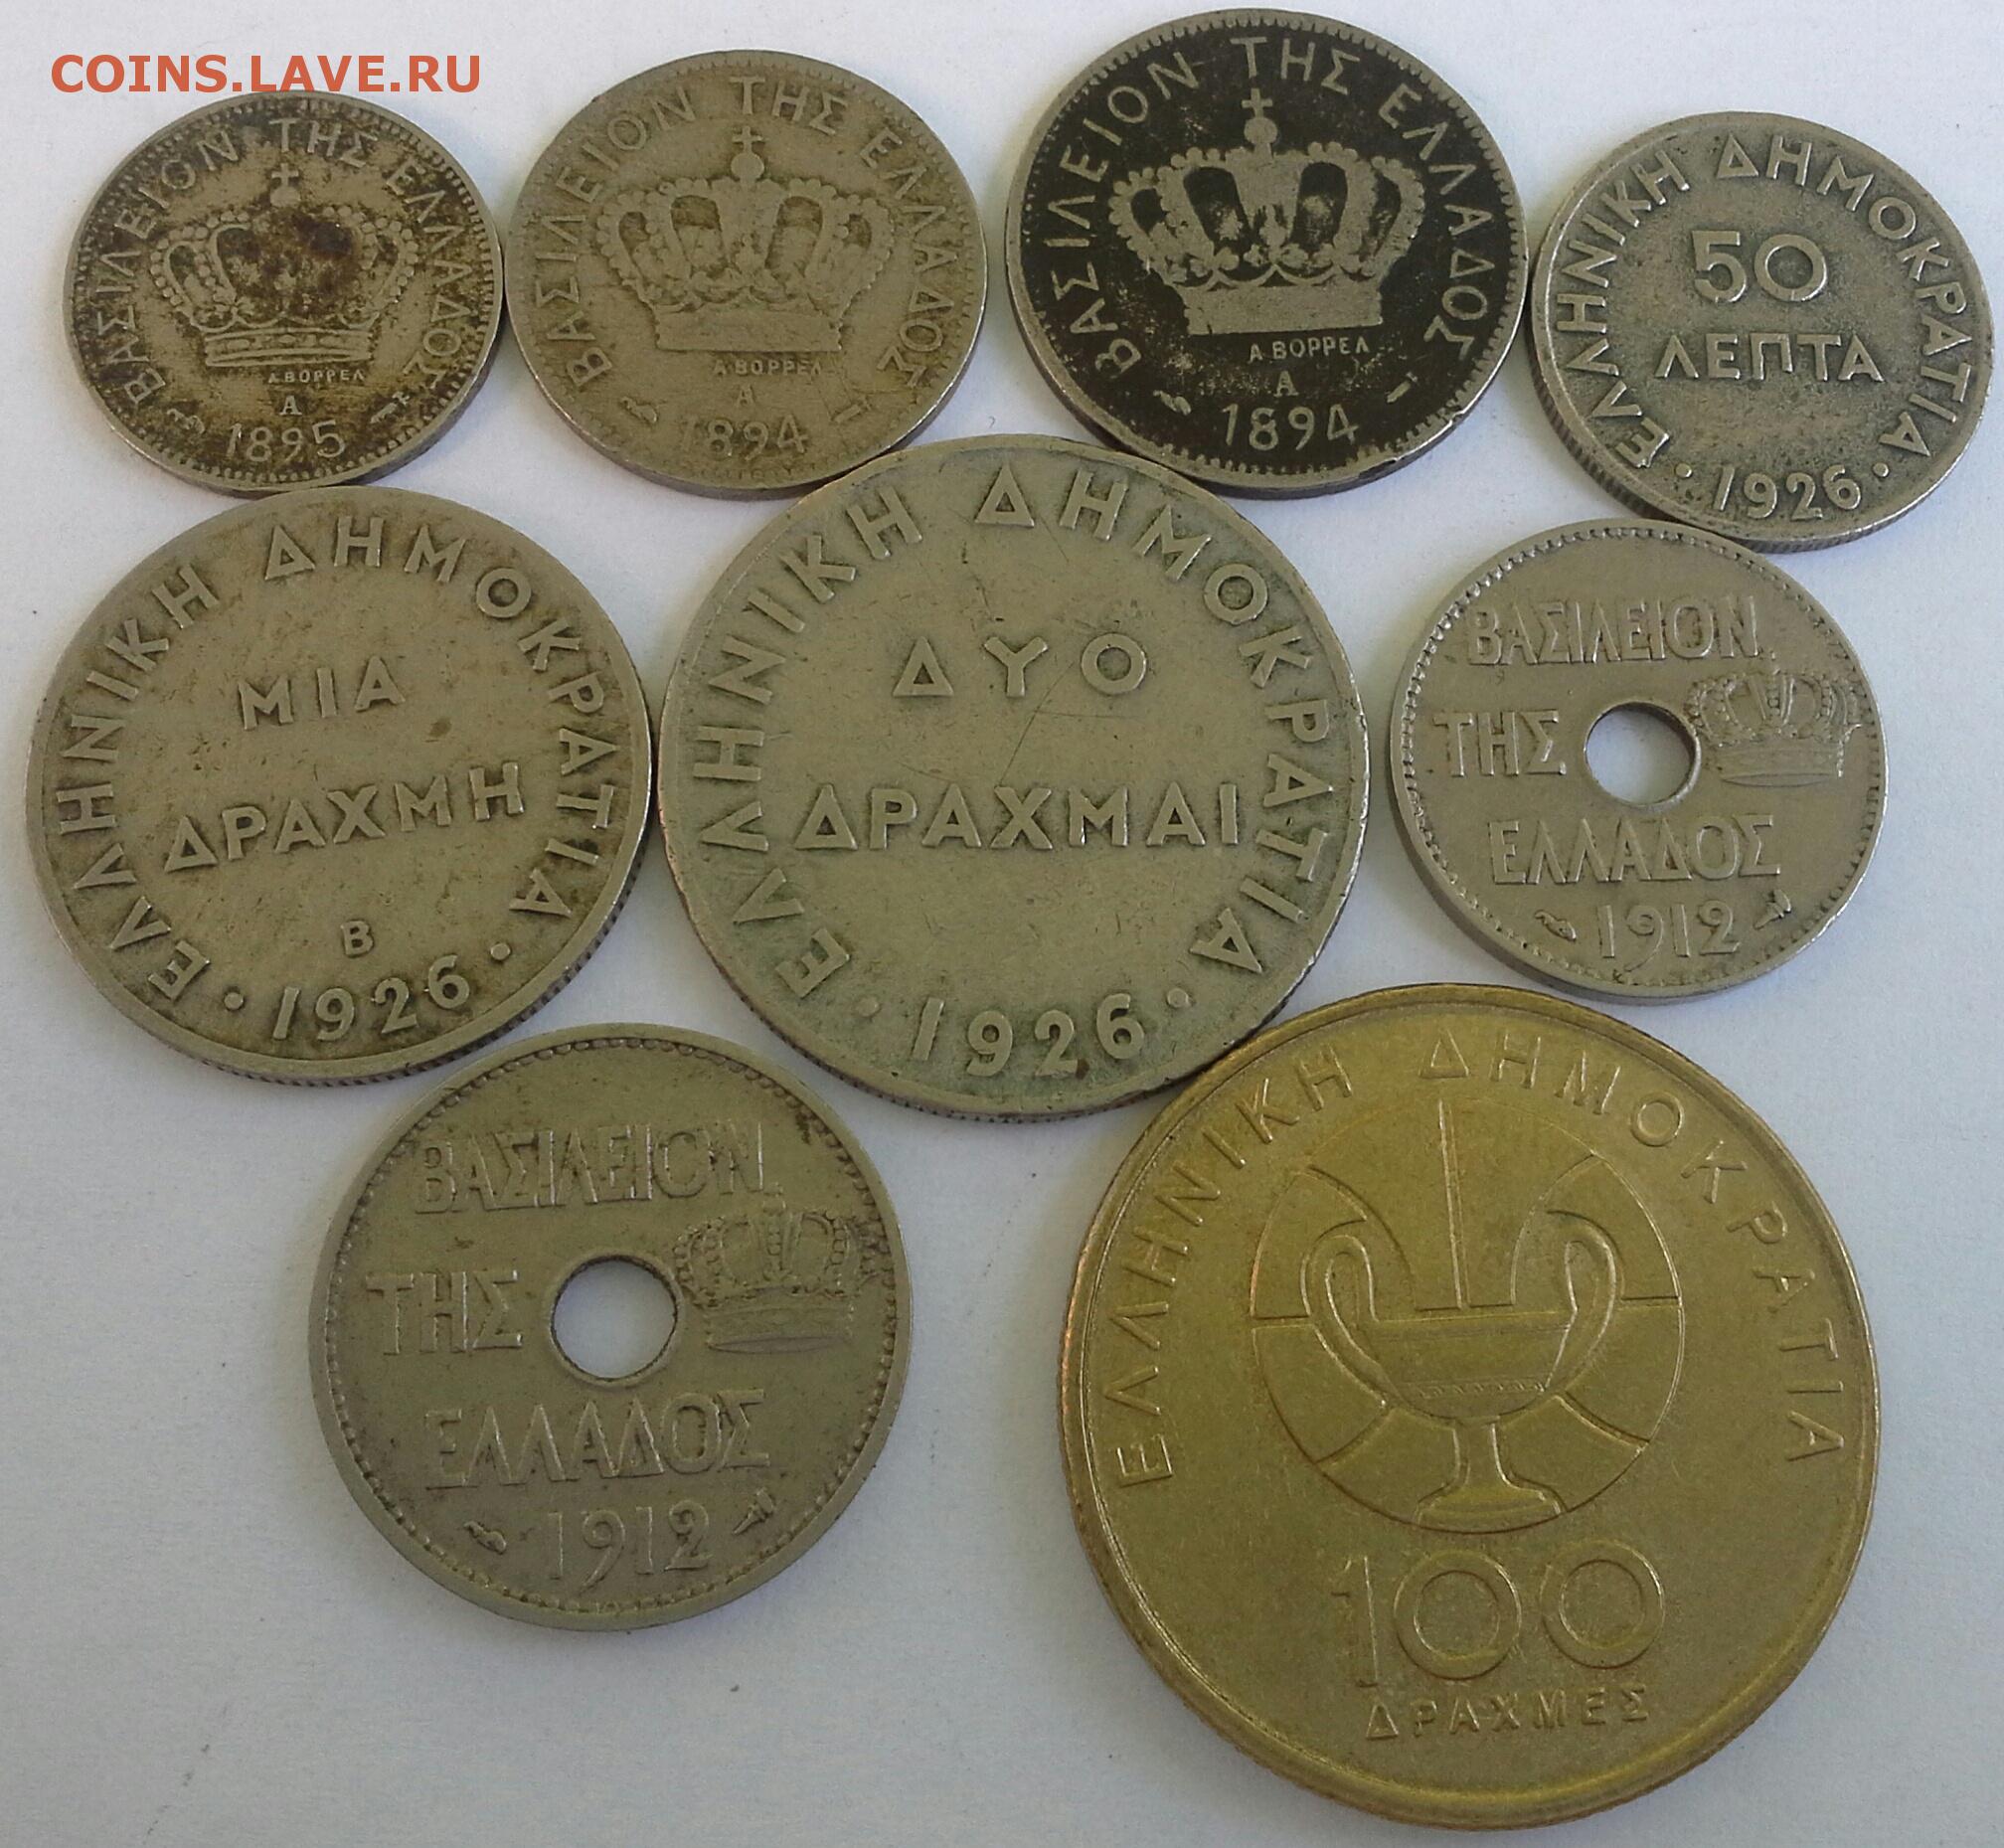 COINS.LAVE.RU
ΒΑΣΙΛΕΙΟΝ ΤΗΣ ΕΛΛΑΔΟΣ
Α ΒΟΡΡΕΛ
A
1895
ΒΑΣΙΛΕΙΟΝ ΤΗΣ ΕΛΛΑΔΟΣ
Α ΒΟΡΡΕΛ
A
1894
ΒΑΣΙΛΕΙΟΝ ΤΗΣ ΕΛΛΑΔΟΣ
Α ΒΟΡΡΕΛ
A
1894
ΕΛΛΗΝΙΚΗ ΔΗΜΟΚΡΑΤΙΑ
50
ΛΕΠΤΑ
· 1926 ·
ΕΛΛΗΝΙΚΗ ΔΗΜΟΚΡΑΤΙΑ
ΜΙΑ
ΔΡΑΧΜΗ
B
· 1926 ·
ΕΛΛΗΝΙΚΗ ΔΗΜΟΚΡΑΤΙΑ
ΔΥΟ
ΔΡΑΧΜΑΙ
· 1926 ·
ΒΑΣΙΛΕΙΟΝ
ΤΗΣ
ΕΛΛΑΔΟΣ
1912
ΒΑΣΙΛΕΙΟΝ
ΤΗΣ
ΕΛΛΑΔΟΣ
1912
ΕΛΛΗΝΙΚΗ ΔΗΜΟΚΡΑΤΙΑ
100
ΔΡΑΧΜΕΣ